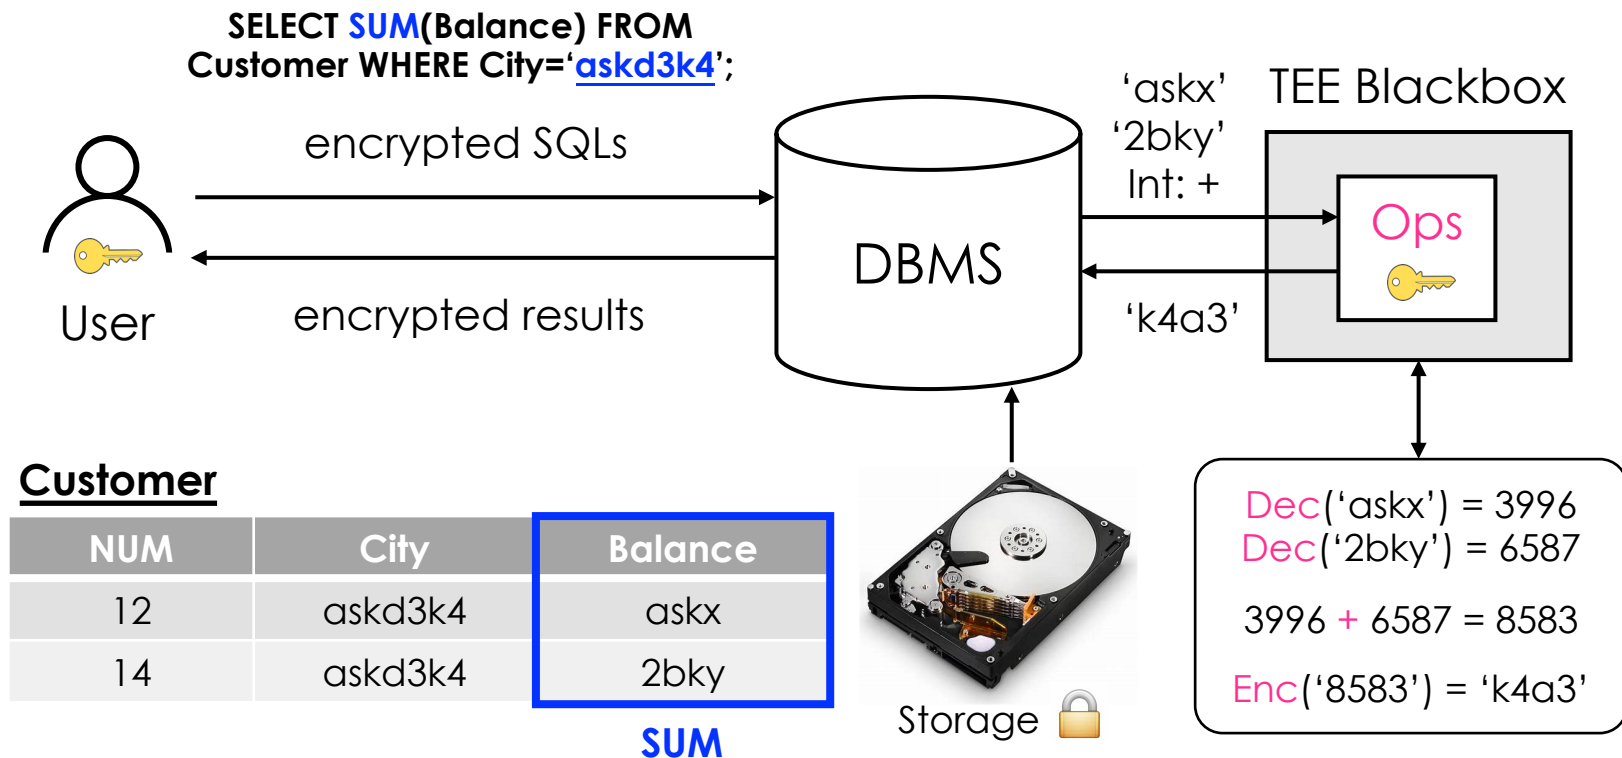 SELECT SUM(Balance) FROM
Customer WHERE City=‘askd3k4’;
encrypted SQLs
encrypted results
User
DBMS
‘askx’
‘2bky’
Int: +
‘k4a3’
TEE Blackbox
Ops
Customer
NUM City Balance
12 askd3k4 askx
14 askd3k4 2bky
SUM
Storage
Dec(‘askx’) = 3996
Dec(‘2bky’) = 6587
3996 + 6587 = 8583
Enc(‘8583’) = ‘k4a3’